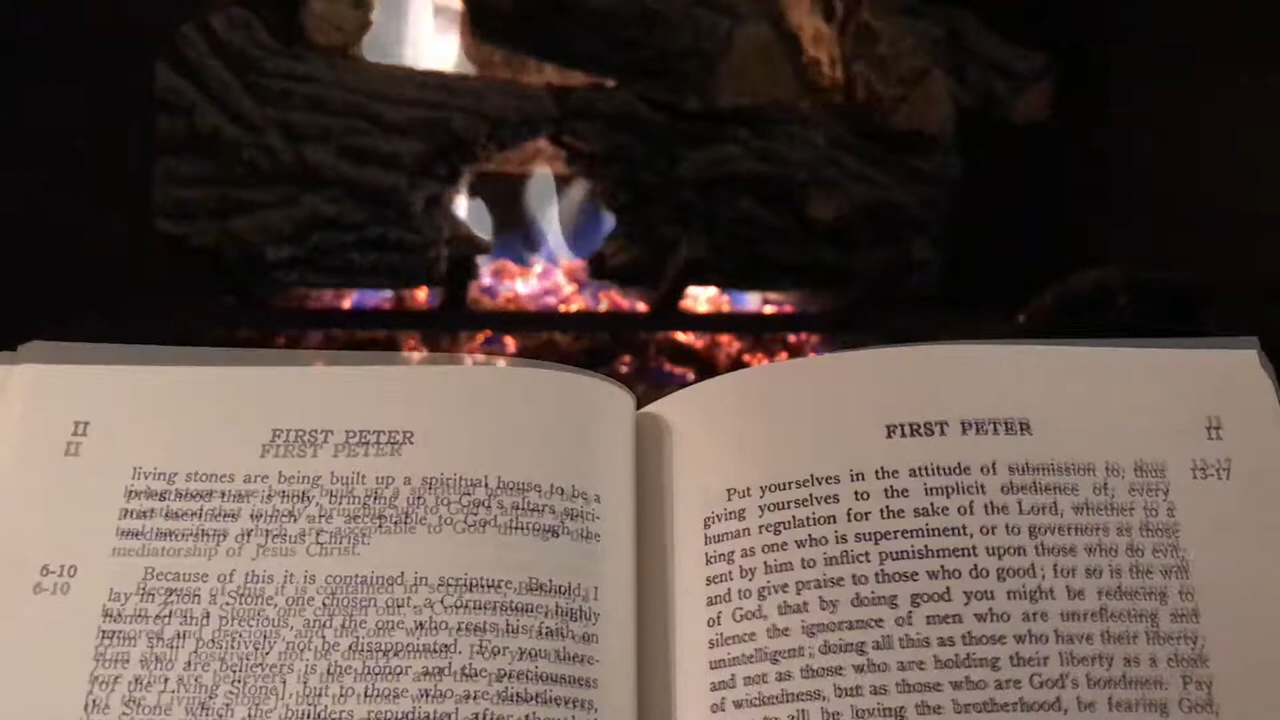 II
FIRST PETER
living stones are being built up a spiritual house to be a
priesthood that is holy, bringing up to God's altars spiri-
tual sacrifices which are acceptable to God through the
mediatorship of Jesus Christ.
6-10
Because of this it is contained in scripture, Behold, I
lay in Zion a Stone, one chosen out, a Cornerstone, highly
honored and precious, and the one who rests his faith on
him shall positively not be disappointed. For you there-
fore who are believers is the honor and the preciousness
[of the Living Stone], but to those who are disbelievers,
the Stone which the builders repudiated after
FIRST PETER
II
13-17
Put yourselves in the attitude of submission to, thus
giving yourselves to the implicit obedience of, every
human regulation for the sake of the Lord, whether to a
king as one who is supereminent, or to governors as those
sent by him to inflict punishment upon those who do evil,
and to give praise to those who do good; for so is the will
of God, that by doing good you might be reducing to
silence the ignorance of men who are unreflecting and
unintelligent; doing all this as those who have their liberty,
and not as those who are holding their liberty as a cloak
of wickedness, but as those who are God's bondmen. Pay
all be loving the brotherhood, be fearing God,